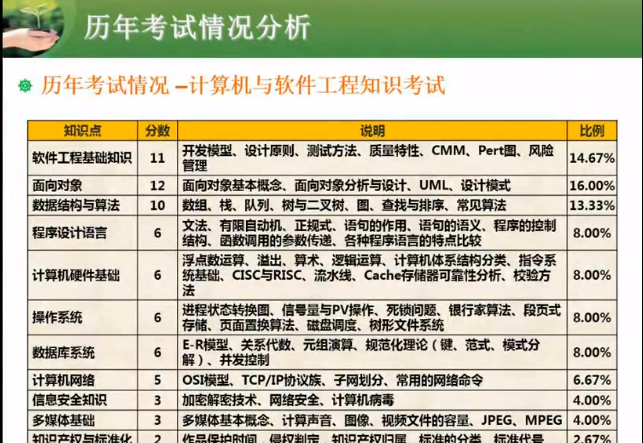 历年考试情况分析
历年考试情况 –计算机与软件工程知识考试
知识点 分数 说明 比例
软件工程基础知识 11 开发模型、设计原则、测试方法、质量特性、CMM、Pert图、风险
管理 14.67%
面向对象 12 面向对象基本概念、面向对象分析与设计、UML、设计模式 16.00%
数据结构与算法 10 数组、栈、队列、树与二叉树、图、查找与排序、常见算法 13.33%
程序设计语言 6 文法、有限自动机、正规式、语句的作用、语句的语义、程序的控制
结构、函数调用的参数传递、各种程序语言的特点比较 8.00%
计算机硬件基础 6 浮点数运算、溢出、算术、逻辑运算、计算机体系结构分类、指令系
统基础、CISC与RISC、流水线、Cache存储器可靠性分析、校验方
法 8.00%
操作系统 6 进程状态转换图、信号量与PV操作、死锁问题、银行家算法、段页式
存储、页面置换算法、磁盘调度、树形文件系统 8.00%
数据库系统 6 E-R模型、关系代数、元组演算、规范化理论（键、范式、模式分
解）、并发控制 8.00%
计算机网络 5 OSI模型、TCP/IP协议族、子网划分、常用的网络命令 6.67%
信息安全知识 3 加密解密技术、网络安全、计算机病毒 4.00%
多媒体基础 3 多媒体基本概念、计算声音、图像、视频文件的容量、JPEG、MPEG 4.00%
知识产权与标准化 2 作品保护时间、侵权判定、知识产权归属、标准的分类、标准代号 2.67%